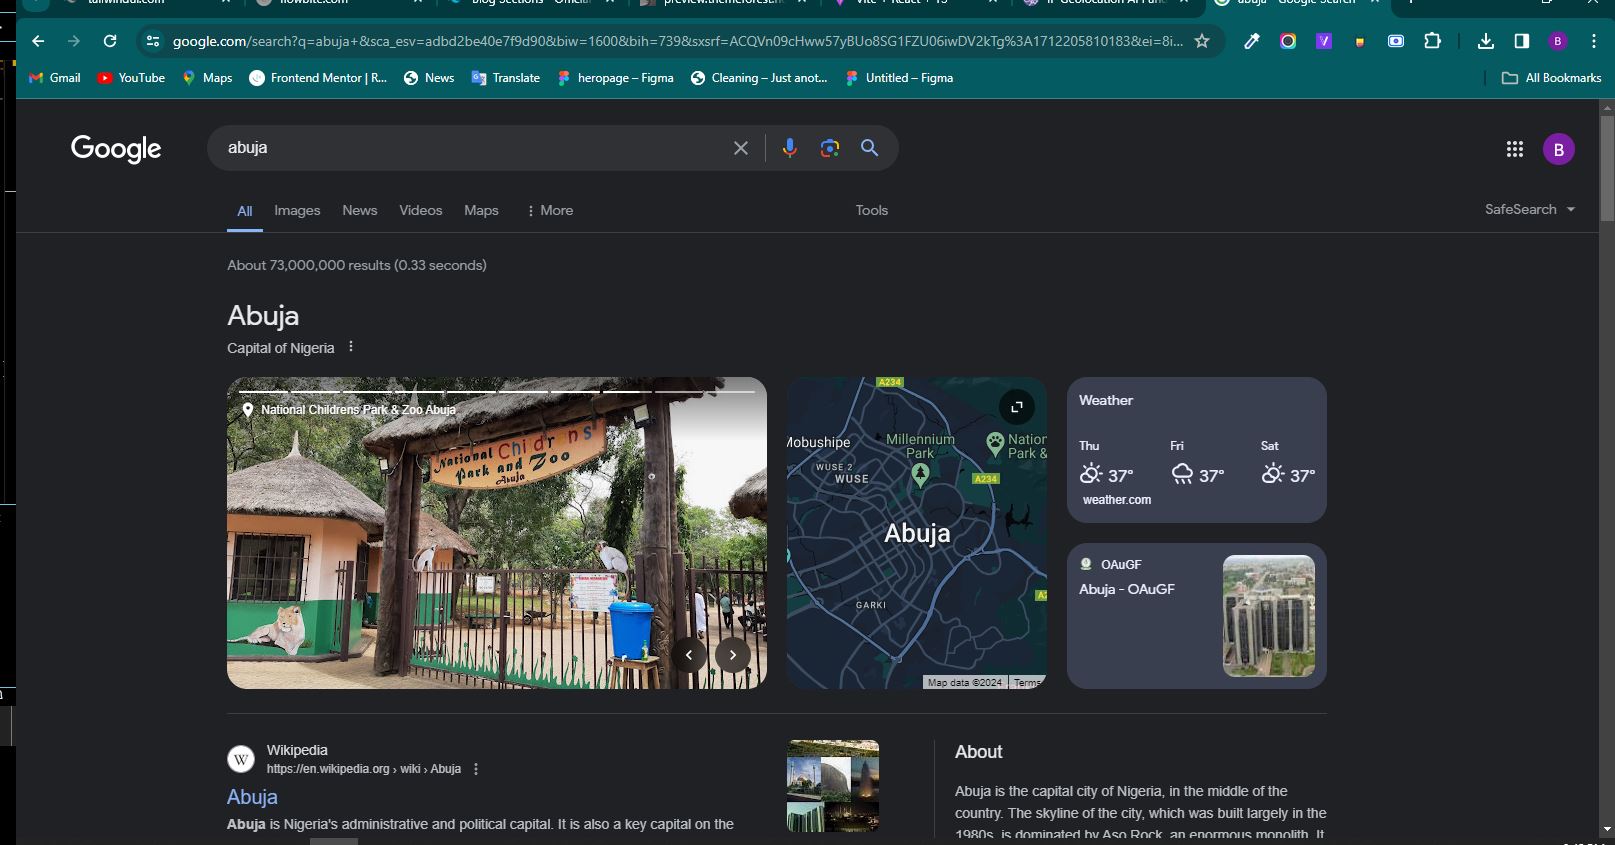 google.com/search?q=abuja+&sca_esv=adbd2be40e7f9d90&biw=1600&bih=739&sxsrf=ACQVn09cHww57yBUo8SG1FZU06iwDV2kTg%3A1712205810183&ei=8i...
B
Gmail YouTube Maps Frontend Mentor | R... News Translate heropage – Figma Cleaning – Just anot... Untitled – Figma All Bookmarks
Google abuja B
All Images News Videos Maps More Tools SafeSearch
About 73,000,000 results (0.33 seconds)
Abuja
Capital of Nigeria
National Childrens Park & Zoo Abuja
National Childrens
Park and Zoo
Abuja
A234
Mobushipe
Millennium
Park
Nation
Park &
WUSE 2
WUSE
A234
Abuja
GARKI
A2
Map data ©2024 Terms
Weather
Thu Fri Sat
37° 37° 37°
weather.com
OAuGF
Abuja - OAuGF
W
Wikipedia
https://en.wikipedia.org › wiki › Abuja
Abuja
Abuja is Nigeria's administrative and political capital. It is also a key capital on the
About
Abuja is the capital city of Nigeria, in the middle of the
country. The skyline of the city, which was built largely in the
1980s, is dominated by Aso Rock, an enormous monolith. It